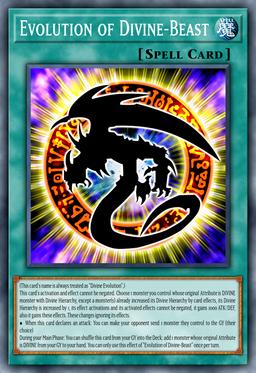 Evolution of Divine-Beast
[Spell Card]
(This card's name is always treated as "Divine Evolution".)
This card activation and effect cannot be negated. Choose 1 monster you control whose original Attribute is DIVINE
monster with Divine Hierarchy, except a monster(s) already increased its Divine Hierarchy by card effects, its Divine
Hierarchy is increased by 1, its effect activations and its activated effects cannot be negated, it gains 1000 ATK/DEF,
also it gains these effects. These changes ignoring its effects.
● When this card declares an attack: You can make your opponent send 1 monster they control to the GY (their
choice)
During your Main Phase: You can shuffle this card from your GY into the Deck; add 1 monster whose original Attribute
is DIVINE from your GY to your hand. You can only use this effect of "Evolution of Divine-Beast" once per turn.